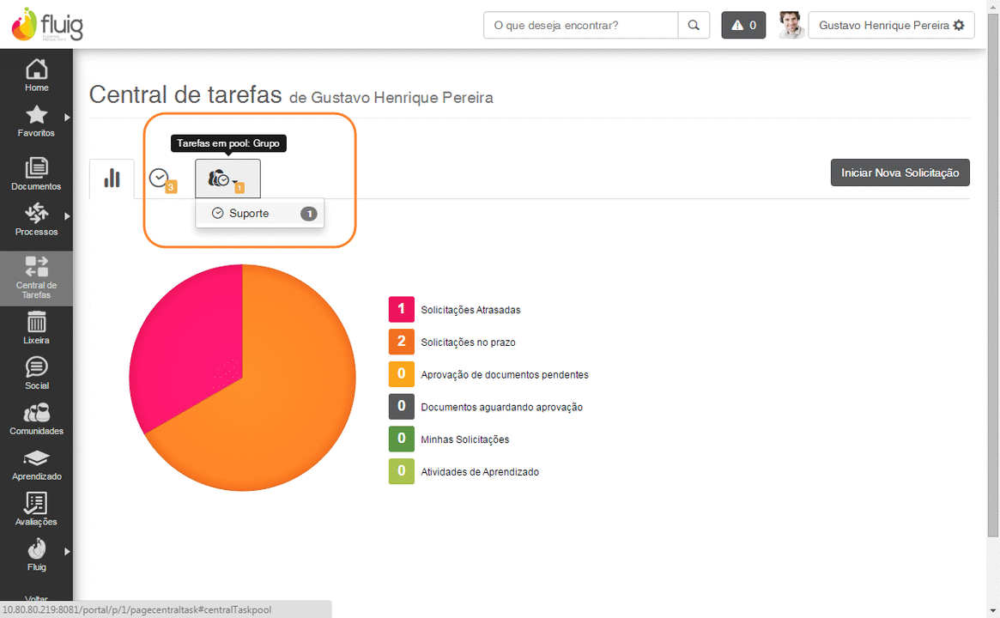 fluig
O que deseja encontrar?
0
Gustavo Henrique Pereira
Home
Favoritos
Documentos
Processos
Central de
Tarefas
Lixeira
Social
Comunidades
Aprendizado
Avaliações
Fluig
Voltar
Central de tarefas de Gustavo Henrique Pereira
Tarefas em pool: Grupo
3
1
Iniciar Nova Solicitação
Suporte 1
1 Solicitações Atrasadas
2 Solicitações no prazo
0 Aprovação de documentos pendentes
0 Documentos aguardando aprovação
0 Minhas Solicitações
0 Atividades de Aprendizado
10.80.80.219:8081/portal/p/1/pagecentraltask#centralTaskpool